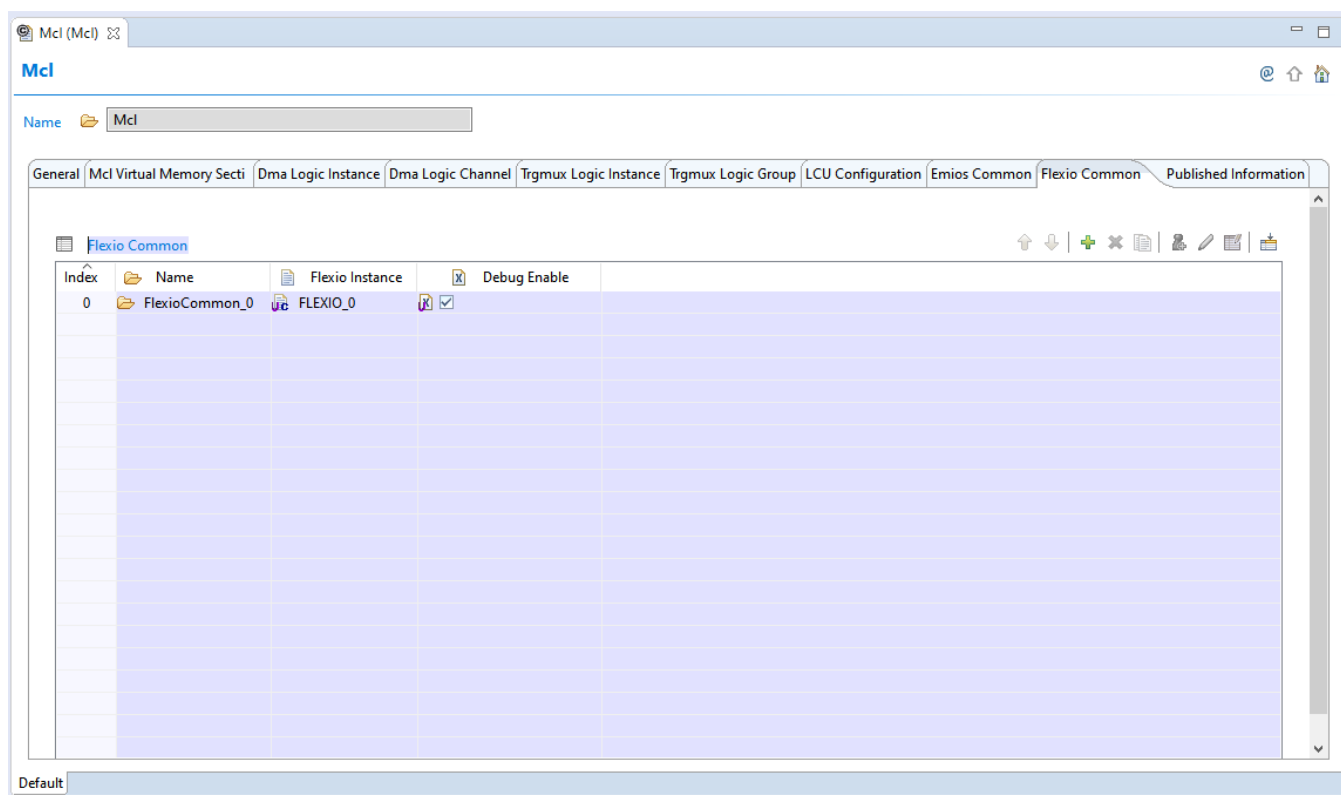 Mcl (Mcl)
Mcl
Name Mcl
General Mcl Virtual Memory Secti Dma Logic Instance Dma Logic Channel Trgmux Logic Instance Trgmux Logic Group LCU Configuration Emios Common Flexio Common Published Information
Flexio Common
Index Name Flexio Instance Debug Enable
0 FlexioCommon_0 FLEXIO_0
Default